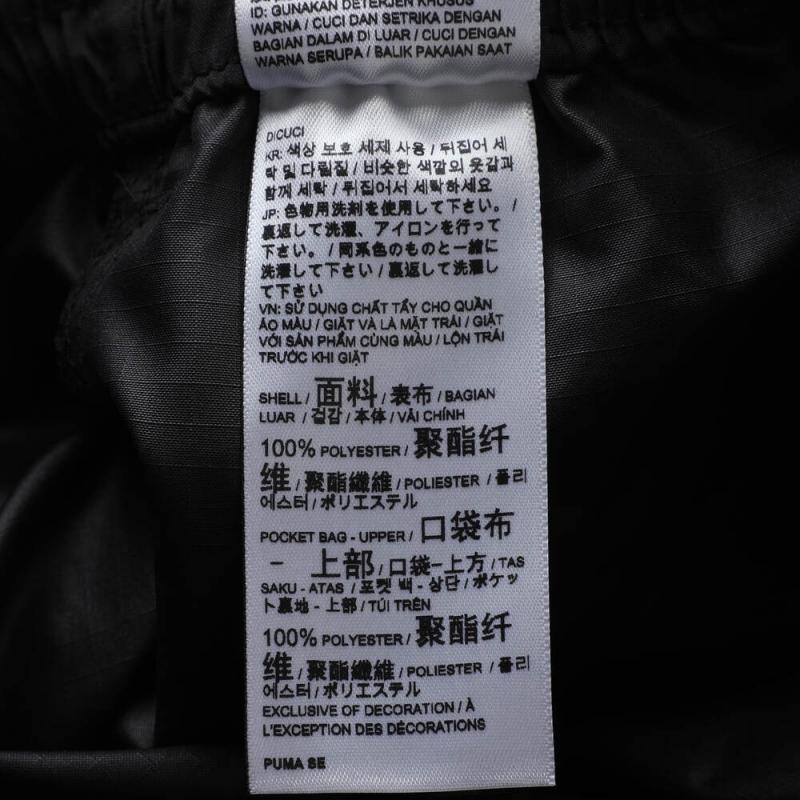 ID: GUNAKAN DETERJEN KHUSUS
WARNA / CUCI DAN SETRIKA DENGAN
BAGIAN DALAM DI LUAR / CUCI DENGAN
WARNA SERUPA / BALIK PAKAIAN SAAT
DICUCI
KR: 색상 보호 세제 사용 / 뒤집어 세
탁 및 다림질 / 비슷한 색깔의 옷감과
함께 세탁 / 뒤집어서 세탁하세요
JP: 色物用洗剤を使用して下さい。 /
裏返して洗濯、アイロンを行って
下さい。 / 同系色のものと一緒に
洗濯して下さい / 裏返して洗濯し
て下さい
VN: SỬ DỤNG CHẤT TẨY CHO QUẦN
ÁO MÀU / GIẶT VÀ LÀ MẶT TRÁI / GIẶT
VỚI SẢN PHẨM CÙNG MÀU / LỘN TRÁI
TRƯỚC KHI GIẶT
SHELL / 面料 / 表布 / BAGIAN
LUAR / 겉감 / 本体 / VẢI CHÍNH
100% POLYESTER / 聚酯纤
维 / 聚酯纖維 / POLIESTER / 폴리
에스터 / ポリエステル
POCKET BAG - UPPER / 口袋布
- 上部 / 口袋-上方 / TAS
SAKU - ATAS / 포켓 백 - 상단 / ポケッ
ト裏地 - 上部 / TÚI TRÊN
100% POLYESTER / 聚酯纤
维 / 聚酯纖維 / POLIESTER / 폴리
에스터 / ポリエステル
EXCLUSIVE OF DECORATION / À
L'EXCEPTION DES DÉCORATIONS
PUMA SE